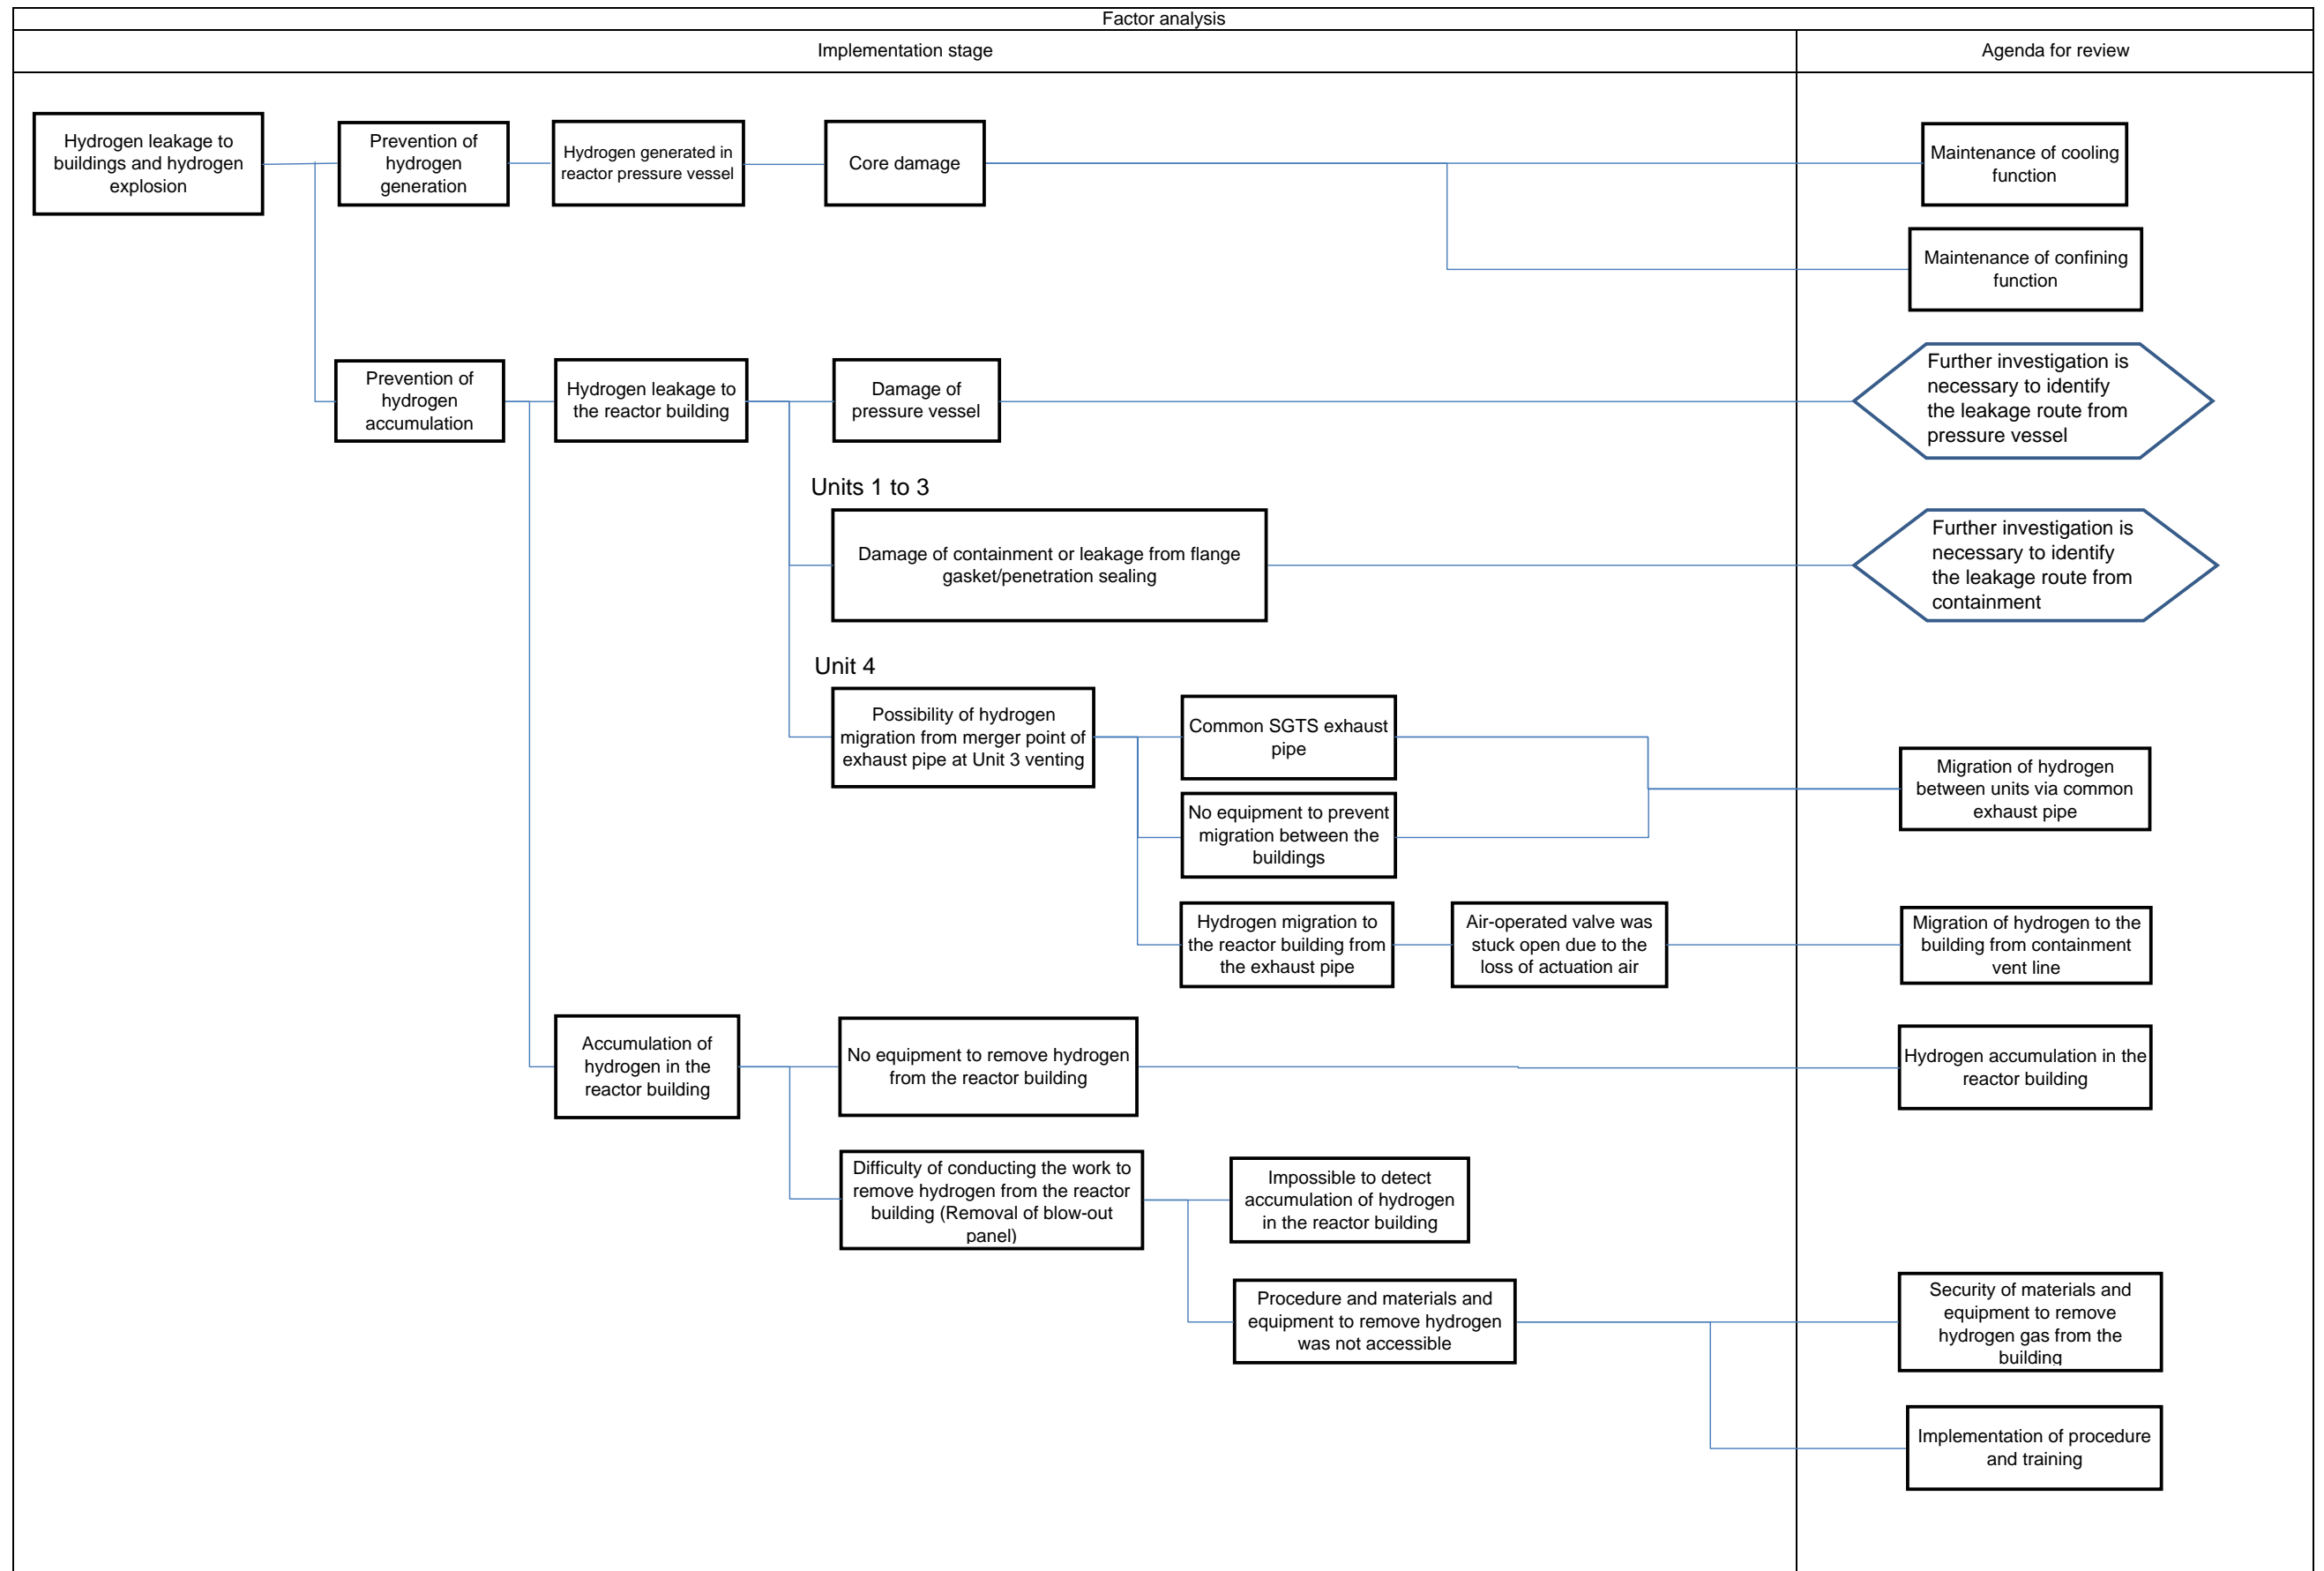 Factor analysis
Implementation stage
Agenda for review
Hydrogen leakage to
buildings and hydrogen
explosion
Prevention of
hydrogen
generation
Hydrogen generated in
reactor pressure vessel
Core damage
Maintenance of cooling
function
Maintenance of confining
function
Prevention of
hydrogen
accumulation
Hydrogen leakage to
the reactor building
Damage of
pressure vessel
Further investigation is
necessary to identify
the leakage route from
pressure vessel
Units 1 to 3
Damage of containment or leakage from flange
gasket/penetration sealing
Further investigation is
necessary to identify
the leakage route from
containment
Unit 4
Possibility of hydrogen
migration from merger point of
exhaust pipe at Unit 3 venting
Common SGTS exhaust
pipe
No equipment to prevent
migration between the
buildings
Migration of hydrogen
between units via common
exhaust pipe
Hydrogen migration to
the reactor building from
the exhaust pipe
Air-operated valve was
stuck open due to the
loss of actuation air
Migration of hydrogen to the
building from containment
vent line
Accumulation of
hydrogen in the
reactor building
No equipment to remove hydrogen
from the reactor building
Hydrogen accumulation in the
reactor building
Difficulty of conducting the work to
remove hydrogen from the reactor
building (Removal of blow-out
panel)
Impossible to detect
accumulation of hydrogen
in the reactor building
Procedure and materials and
equipment to remove hydrogen
was not accessible
Security of materials and
equipment to remove
hydrogen gas from the
building
Implementation of procedure
and training